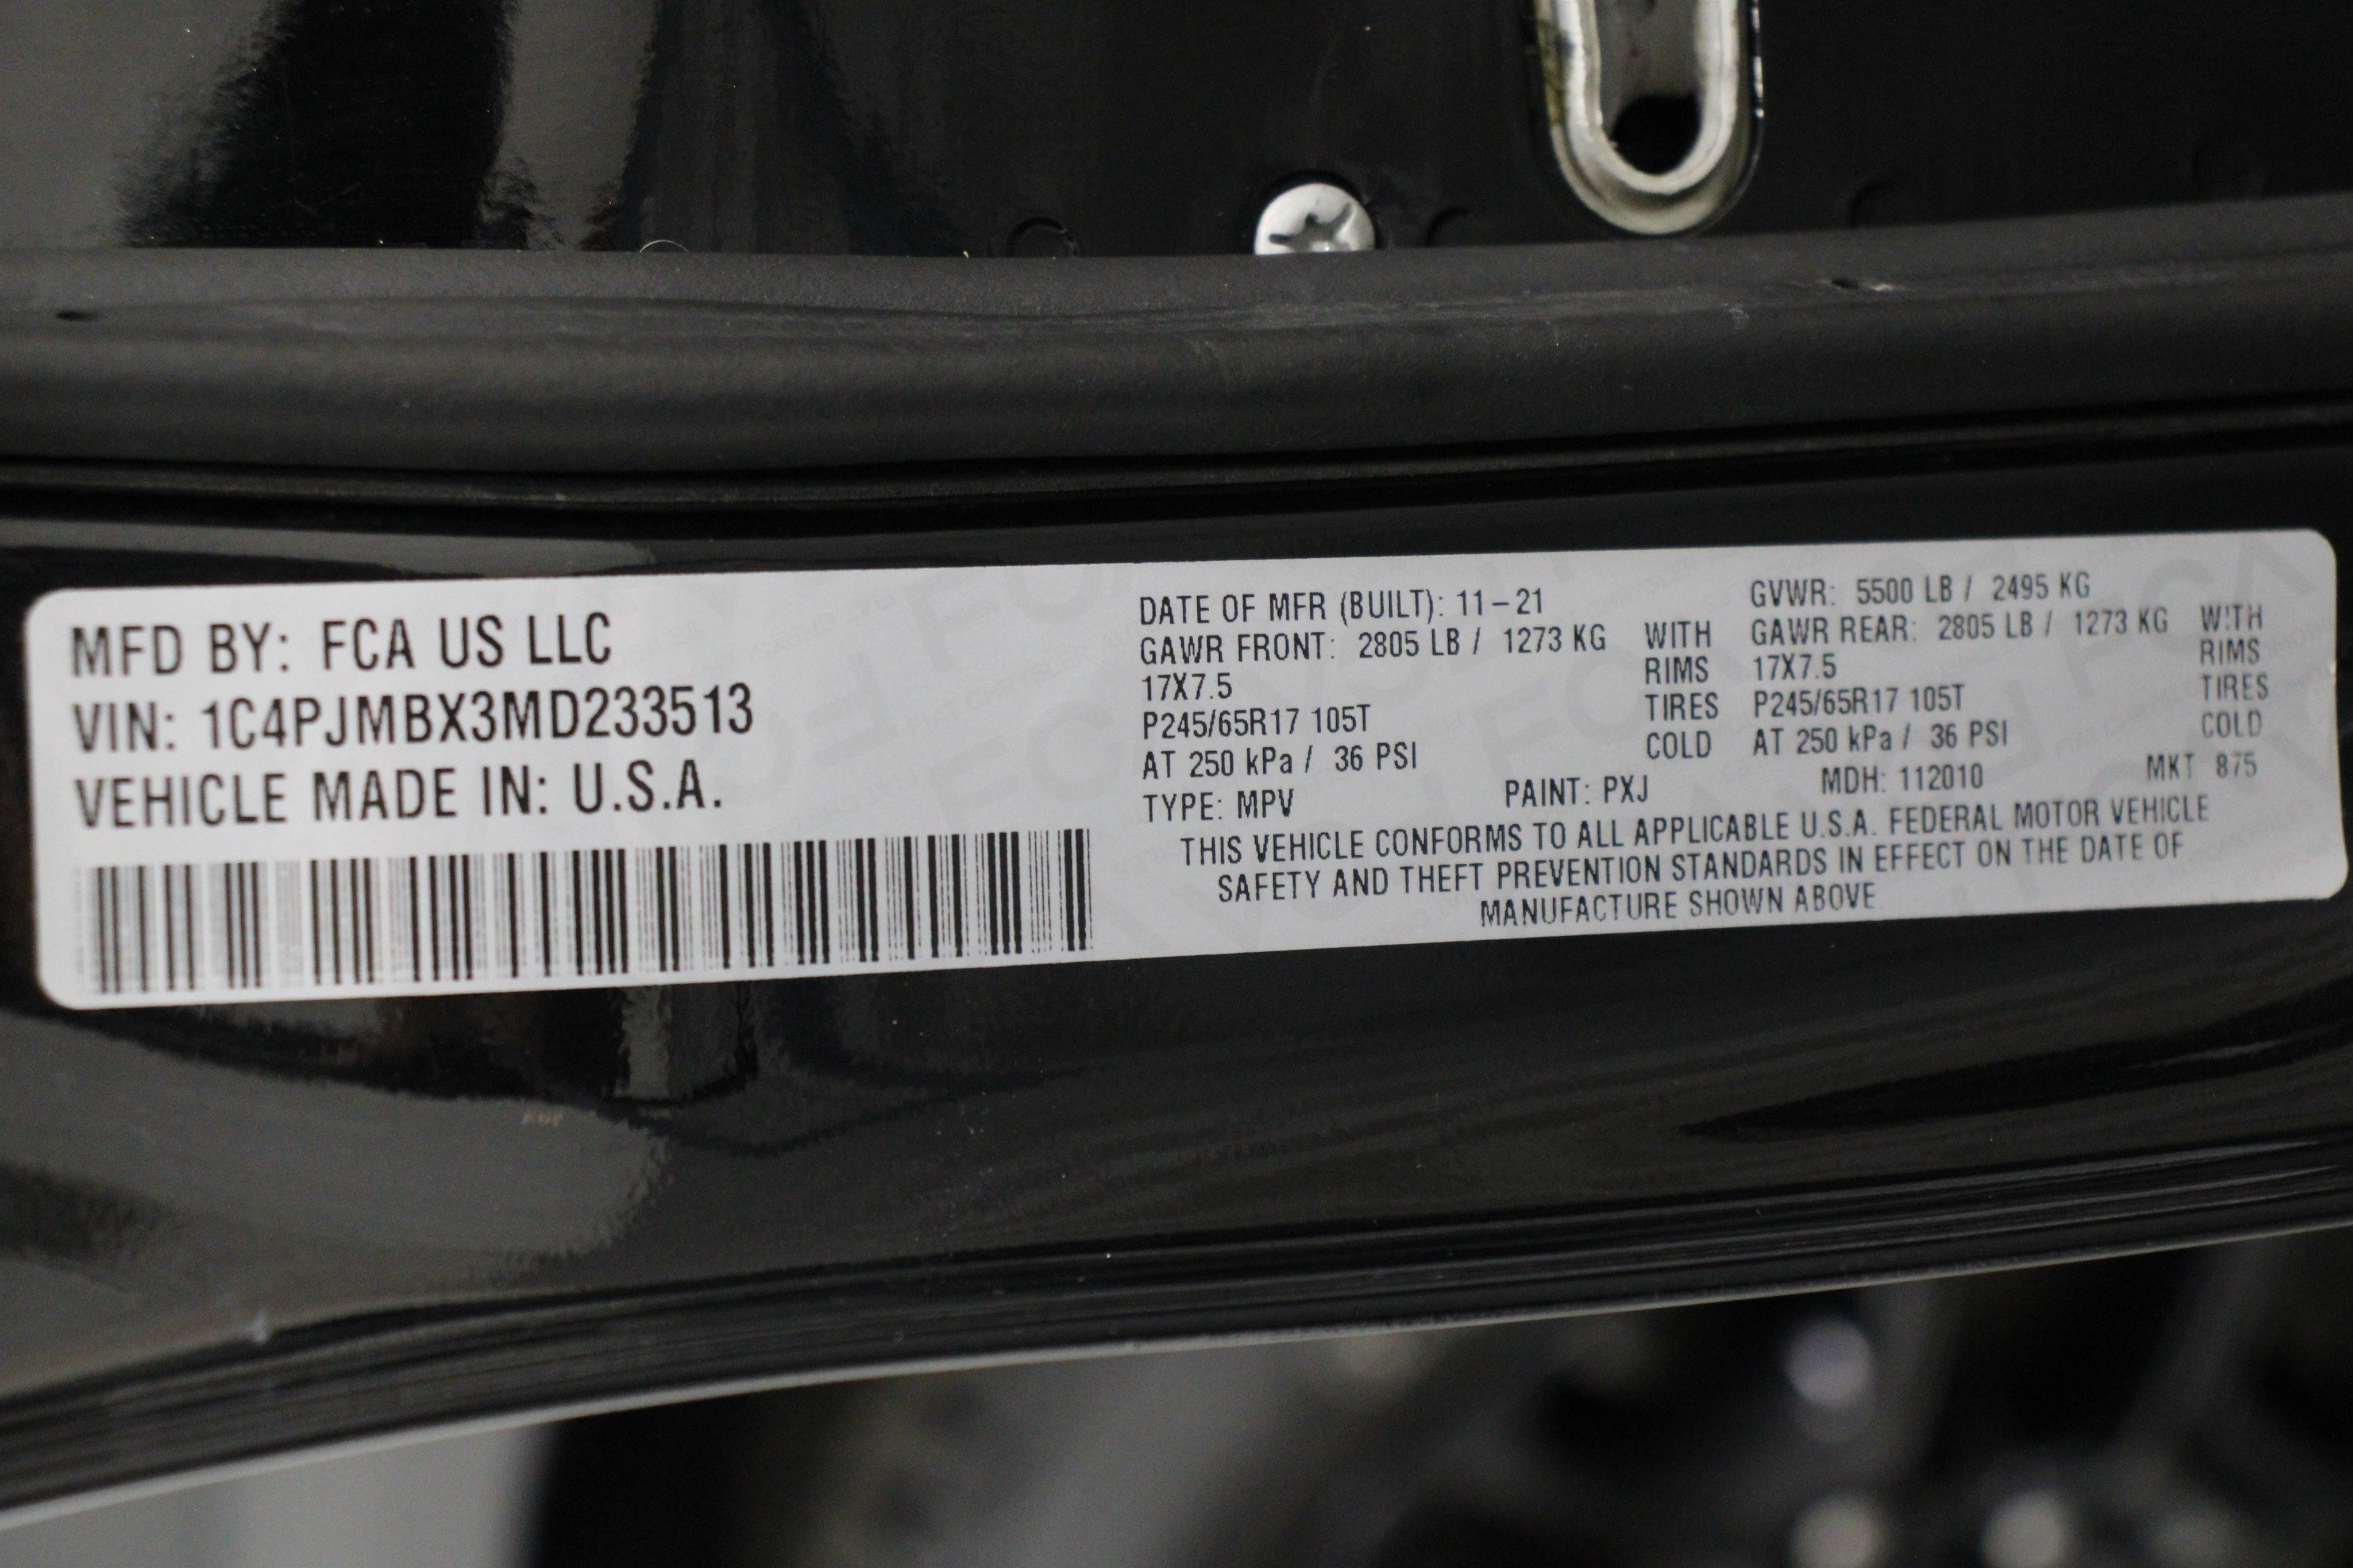 MFD BY: FCA US LLC
VIN: 1C4PJMBX3MD233513
VEHICLE MADE IN: U.S.A.
DATE OF MFR (BUILT): 11-21 GVWR: 5500 LB / 2495 KG
GAWR FRONT: 2805 LB / 1273 KG WITH GAWR REAR: 2805 LB / 1273 KG WITH
17X7.5 RIMS 17X7.5 RIMS
P245/65R17 105T TIRES P245/65R17 105T TIRES
AT 250 kPa / 36 PSI COLD AT 250 kPa / 36 PSI COLD
TYPE: MPV PAINT: PXJ MDH: 112010 MKT 875
THIS VEHICLE CONFORMS TO ALL APPLICABLE U.S.A. FEDERAL MOTOR VEHICLE
SAFETY AND THEFT PREVENTION STANDARDS IN EFFECT ON THE DATE OF
MANUFACTURE SHOWN ABOVE